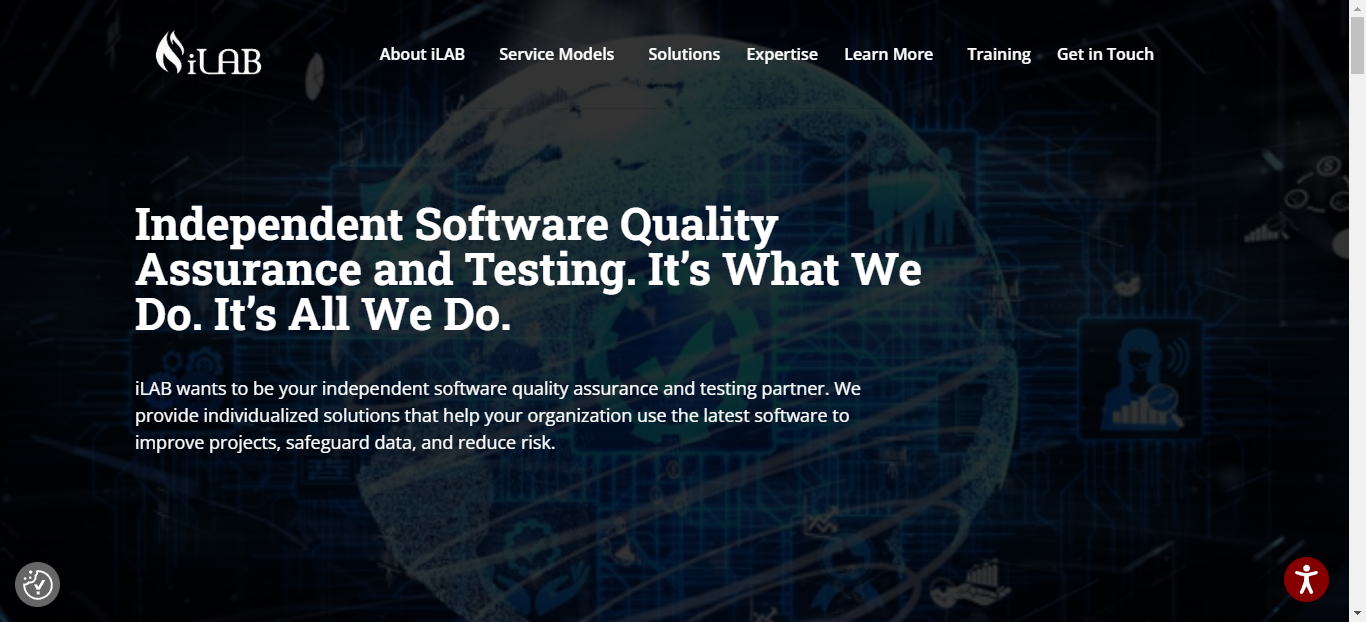 iLAB
About iLAB Service Models Solutions Expertise Learn More Training Get in Touch
Independent Software Quality
Assurance and Testing. It’s What We
Do. It’s All We Do.
iLAB wants to be your independent software quality assurance and testing partner. We
provide individualized solutions that help your organization use the latest software to
improve projects, safeguard data, and reduce risk.